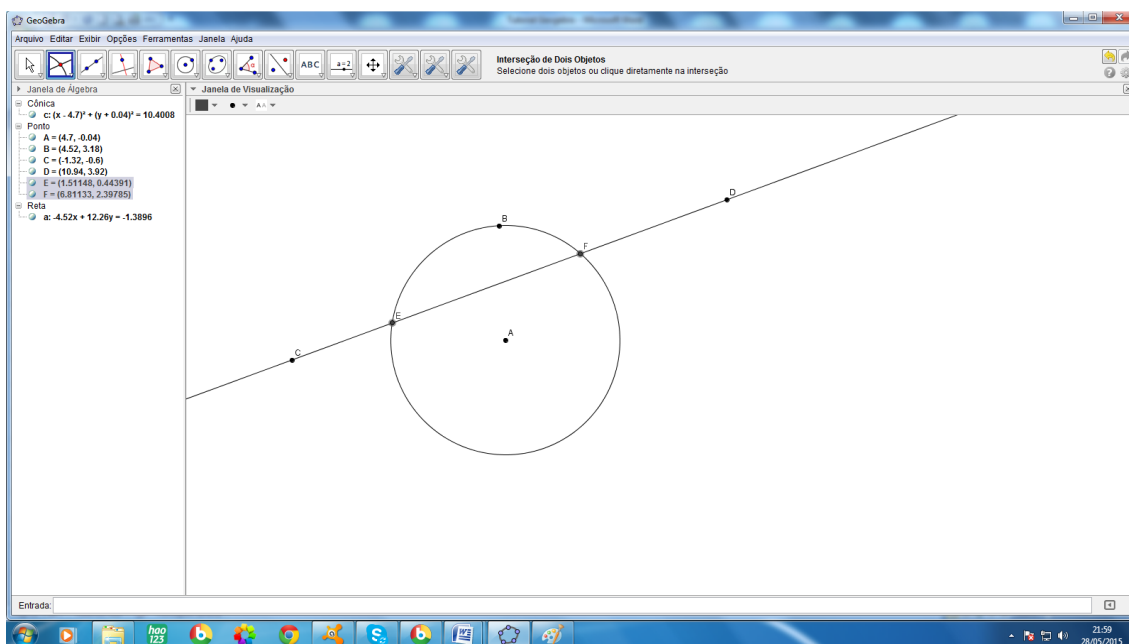 GeoGebra
Arquivo Editar Exibir Opções Ferramentas Janela Ajuda
ABC
a=2
Interseção de Dois Objetos
Selecione dois objetos ou clique diretamente na interseção
Janela de Álgebra
Janela de Visualização
Cônica
c: (x - 4.7)² + (y + 0.04)² = 10.4008
Ponto
A = (4.7, -0.04)
B = (4.52, 3.18)
C = (-1.32, -0.6)
D = (10.94, 3.92)
E = (1.51148, 0.44391)
F = (6.81133, 2.39785)
Reta
a: -4.52x + 12.26y = -1.3896
D
B
F
E
A
C
Entrada:
hao
123
21:59
28/05/2015